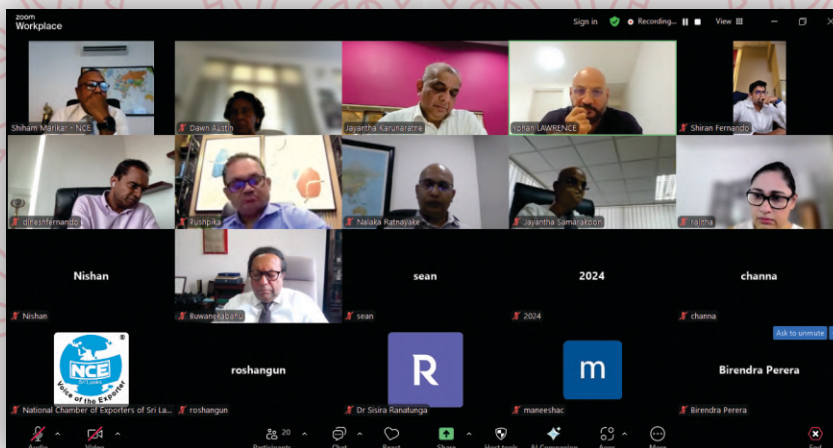 zoom
Workplace
Sign in
Recording...
View
Shiham Marikar - NCE
Dawn Austin
Jayantha Karunaratne
Rohan LAWRENCE
Shiran Fernando
dineshfernando
Pushpika
Nalaka Ratnayake
Jayantha Samarakoon
rajitha
Nishan
Nishan
Buwanekabahu
sean
sean
2024
2024
channa
channa
Ask to unmute
NCE
Sri Lanka
Voice of the Exporter
National Chamber of Exporters of Sri La...
roshangun
roshangun
R
Dr Sisira Ranatunga
m
maneeshac
Birendra Perera
Birendra Perera
Audio
Video
20
Participants
Chat
React
Share
Host tools
AI Companion
Apps
More
End